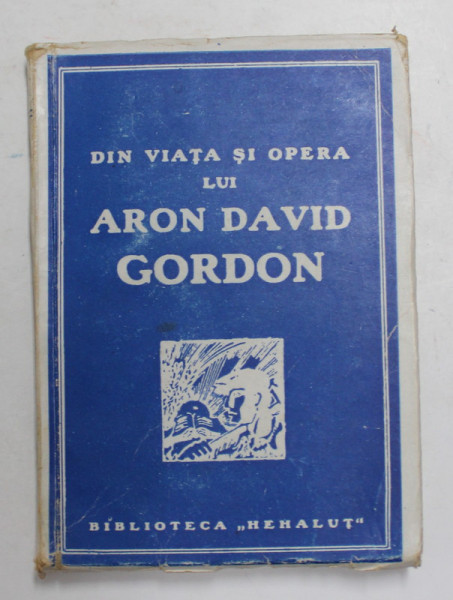 DIN VIAȚA ȘI OPERA
LUI
ARON DAVID
GORDON
BIBLIOTECA „HEHALUȚ“